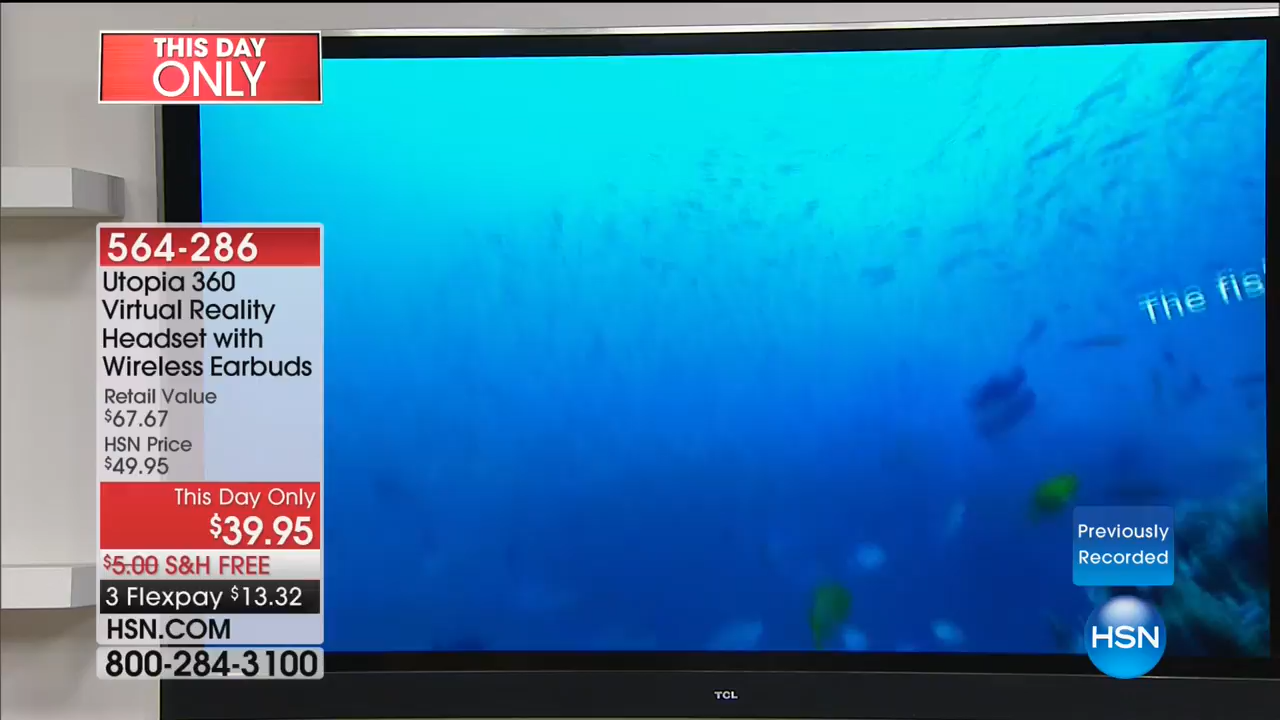 THIS DAY
ONLY
564-286
Utopia 360
Virtual Reality
Headset with
Wireless Earbuds
Retail Value
$67.67
HSN Price
$49.95
This Day Only
$39.95
$5.00 S&H FREE
3 Flexpay $13.32
HSN.COM
800-284-3100
The fis
Previously
Recorded
HSN
TCL